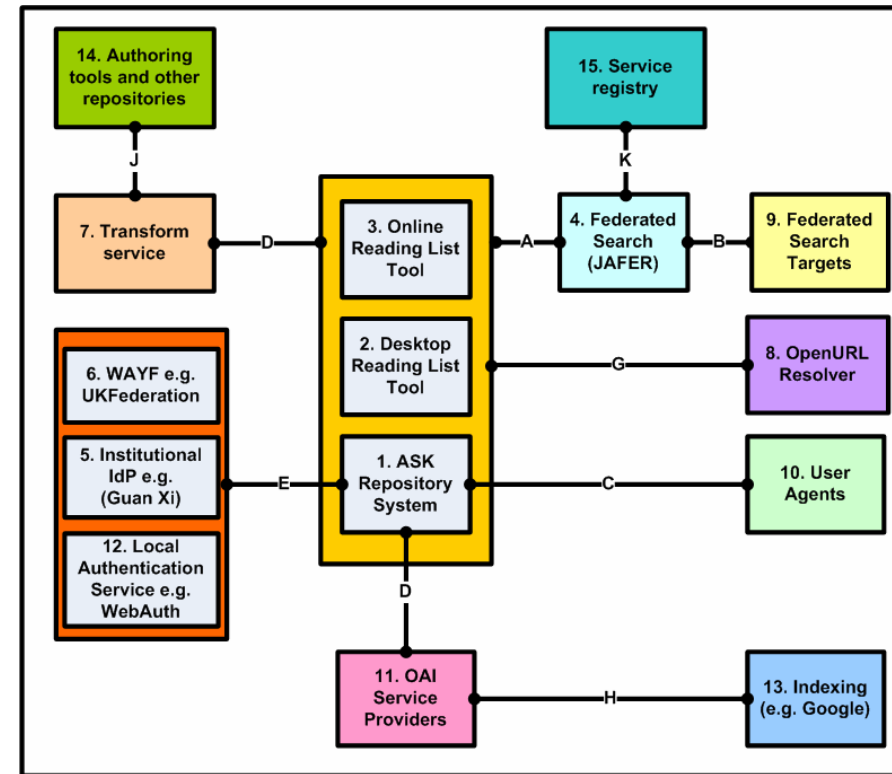 14. Authoring
tools and other
repositories
15. Service
registry
J
K
7. Transform
service
D
3. Online
Reading List
Tool
A
4. Federated
Search
(JAFER)
B
9. Federated
Search
Targets
6. WAYF e.g.
UKFederation
2. Desktop
Reading List
Tool
G
8. OpenURL
Resolver
5. Institutional
IdP e.g.
(Guan Xi)
E
1. ASK
Repository
System
C
10. User
Agents
12. Local
Authentication
Service e.g.
WebAuth
D
11. OAI
Service
Providers
H
13. Indexing
(e.g. Google)